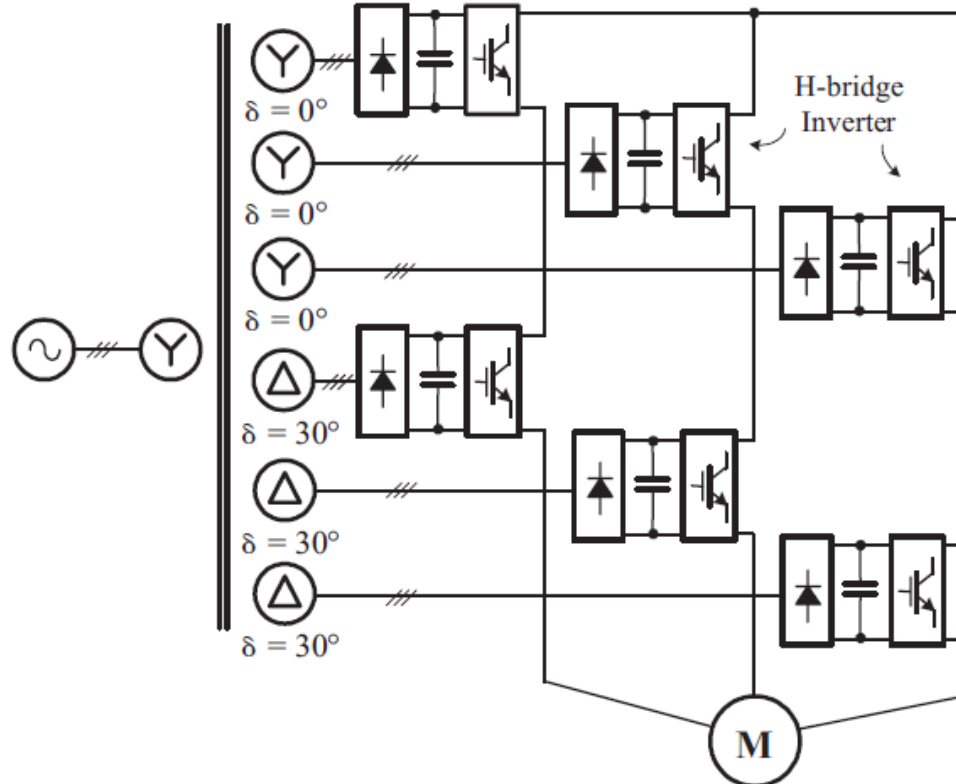 δ = 0°
H-bridge
Inverter
δ = 0°
δ = 0°
δ = 30°
δ = 30°
δ = 30°
M